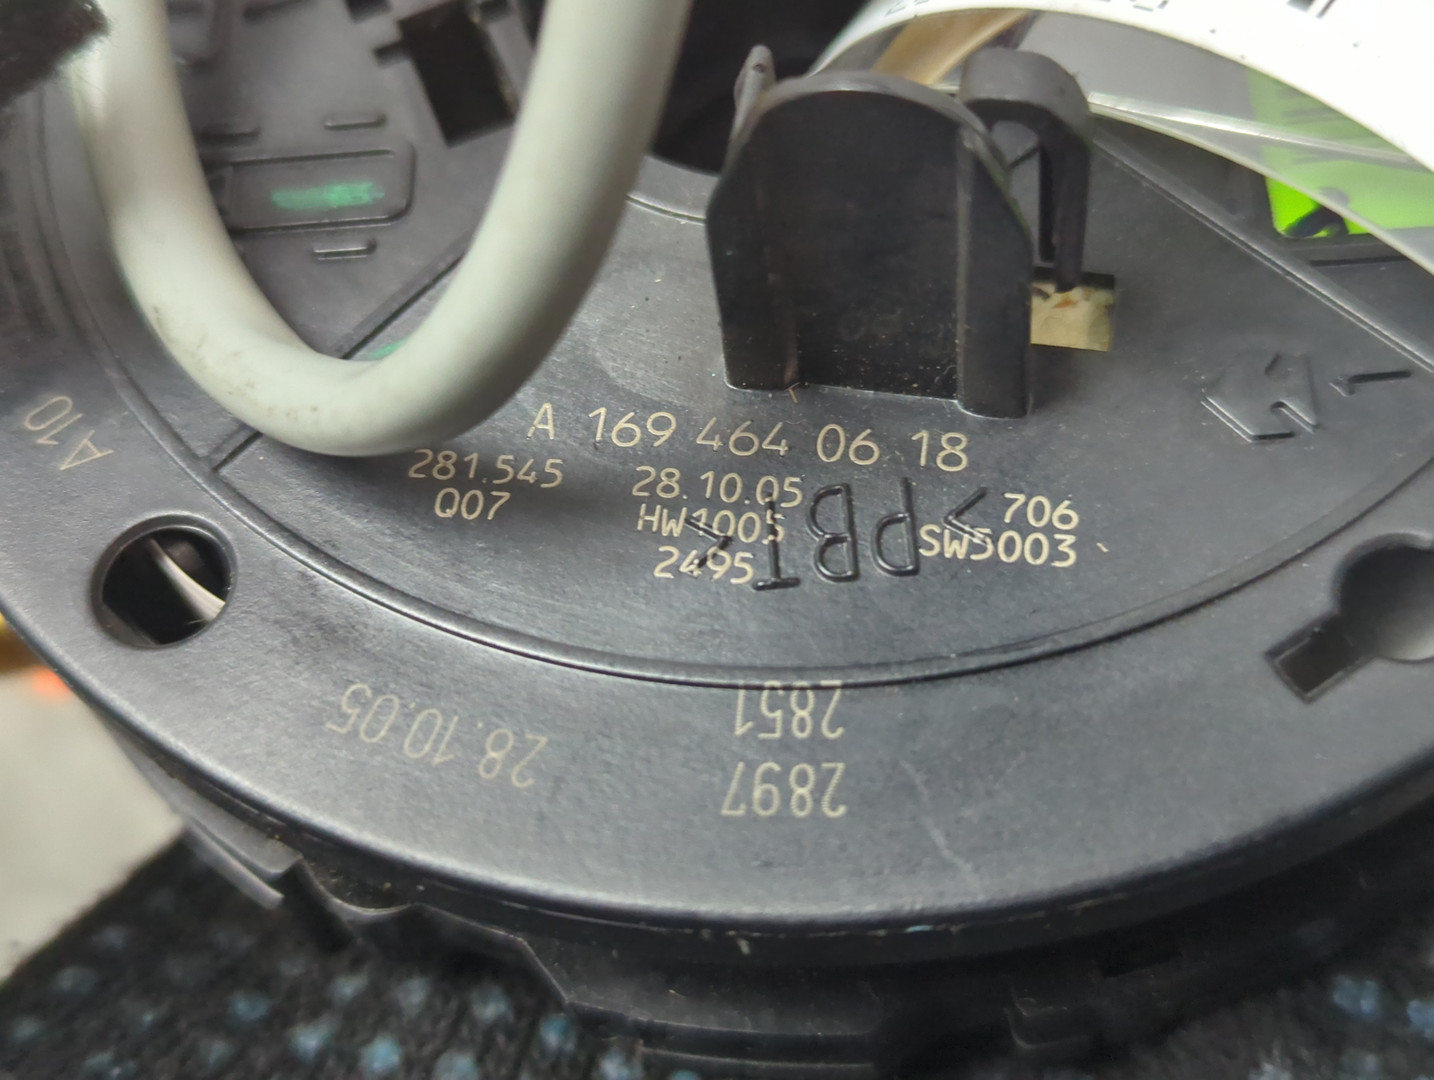 A 169 464 06 18
281.545
Q07
28.10.05
HW1005
2495
706
SW5003
>PBT<
A10
28.10.05
2851
2897